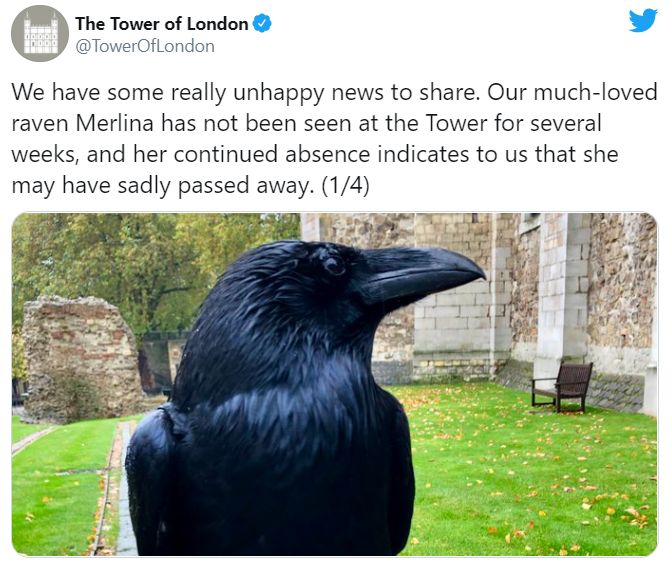 The Tower of London
@TowerOfLondon
We have some really unhappy news to share. Our much-loved
raven Merlina has not been seen at the Tower for several
weeks, and her continued absence indicates to us that she
may have sadly passed away. (1/4)